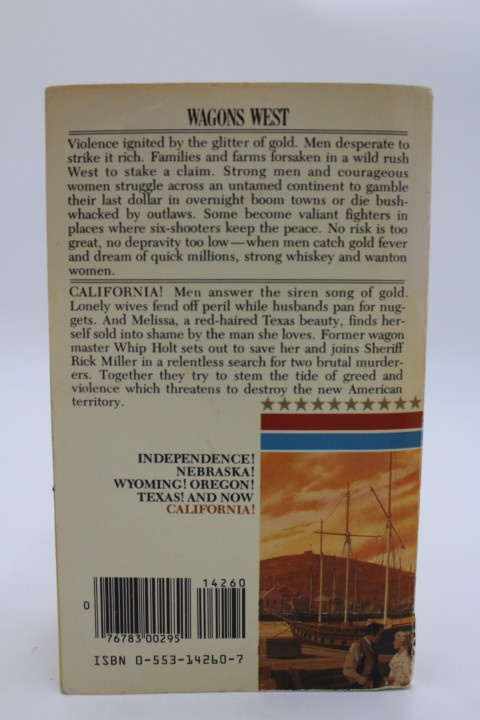 WAGONS WEST
Violence ignited by the glitter of gold. Men desperate to
strike it rich. Families and farms forsaken in a wild rush
West to stake a claim. Strong men and courageous
women struggle across an untamed continent to gamble
their last dollar in overnight boom towns or die bush-
whacked by outlaws. Some become valiant fighters in
places where six-shooters keep the peace. No risk is too
great, no depravity too low—when men catch gold fever
and dream of quick millions, strong whiskey and wanton
women.
CALIFORNIA! Men answer the siren song of gold.
Lonely wives fend off peril while husbands pan for nug-
gets. And Melissa, a red-haired Texas beauty, finds her-
self sold into shame by the man she loves. Former wagon
master Whip Holt sets out to save her and joins Sheriff
Rick Miller in a relentless search for two brutal murder-
ers. Together they try to stem the tide of greed and
violence which threatens to destroy the new American
territory.
INDEPENDENCE!
NEBRASKA!
WYOMING! OREGON!
TEXAS! AND NOW
CALIFORNIA!
14260
0
76783 00295
ISBN 0-553-14260-7